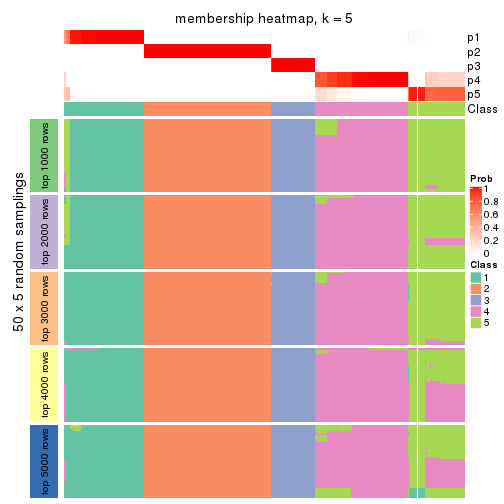 membership heatmap, k = 5
p1
p2
p3
p4
p5
Class
50 x 5 random samplings
top 1000 rows
top 2000 rows
top 3000 rows
top 4000 rows
top 5000 rows
Prob
1
0.8
0.6
0.4
0.2
0
Class
1
2
3
4
5